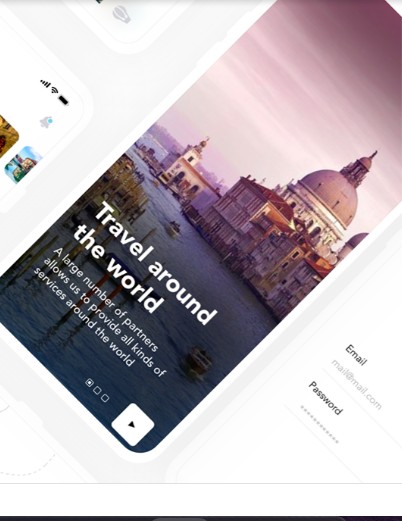 Travel around
the world
A large number of partners
allows us to provide all kinds of
services around the world
Email
mail@mail.com
Password
************